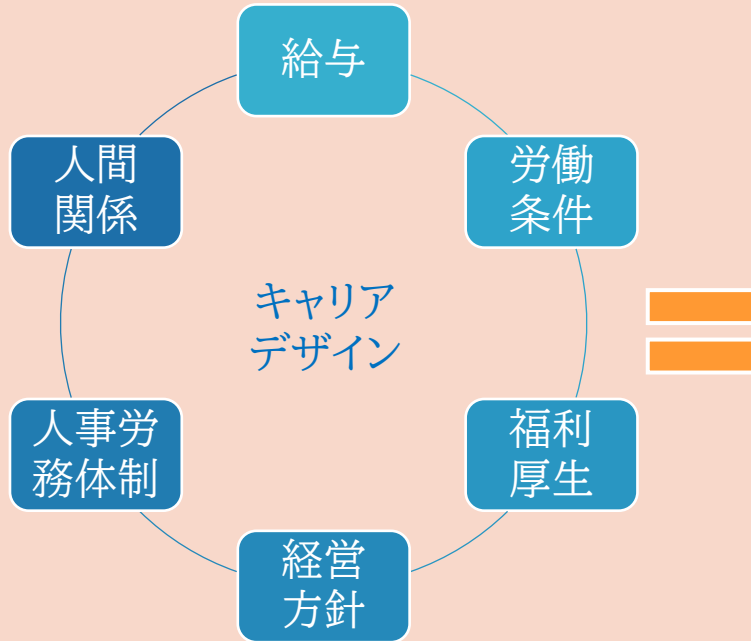 給与
労働
条件
福利
厚生
経営
方針
人事労
務体制
人間
関係
キャリア
デザイン